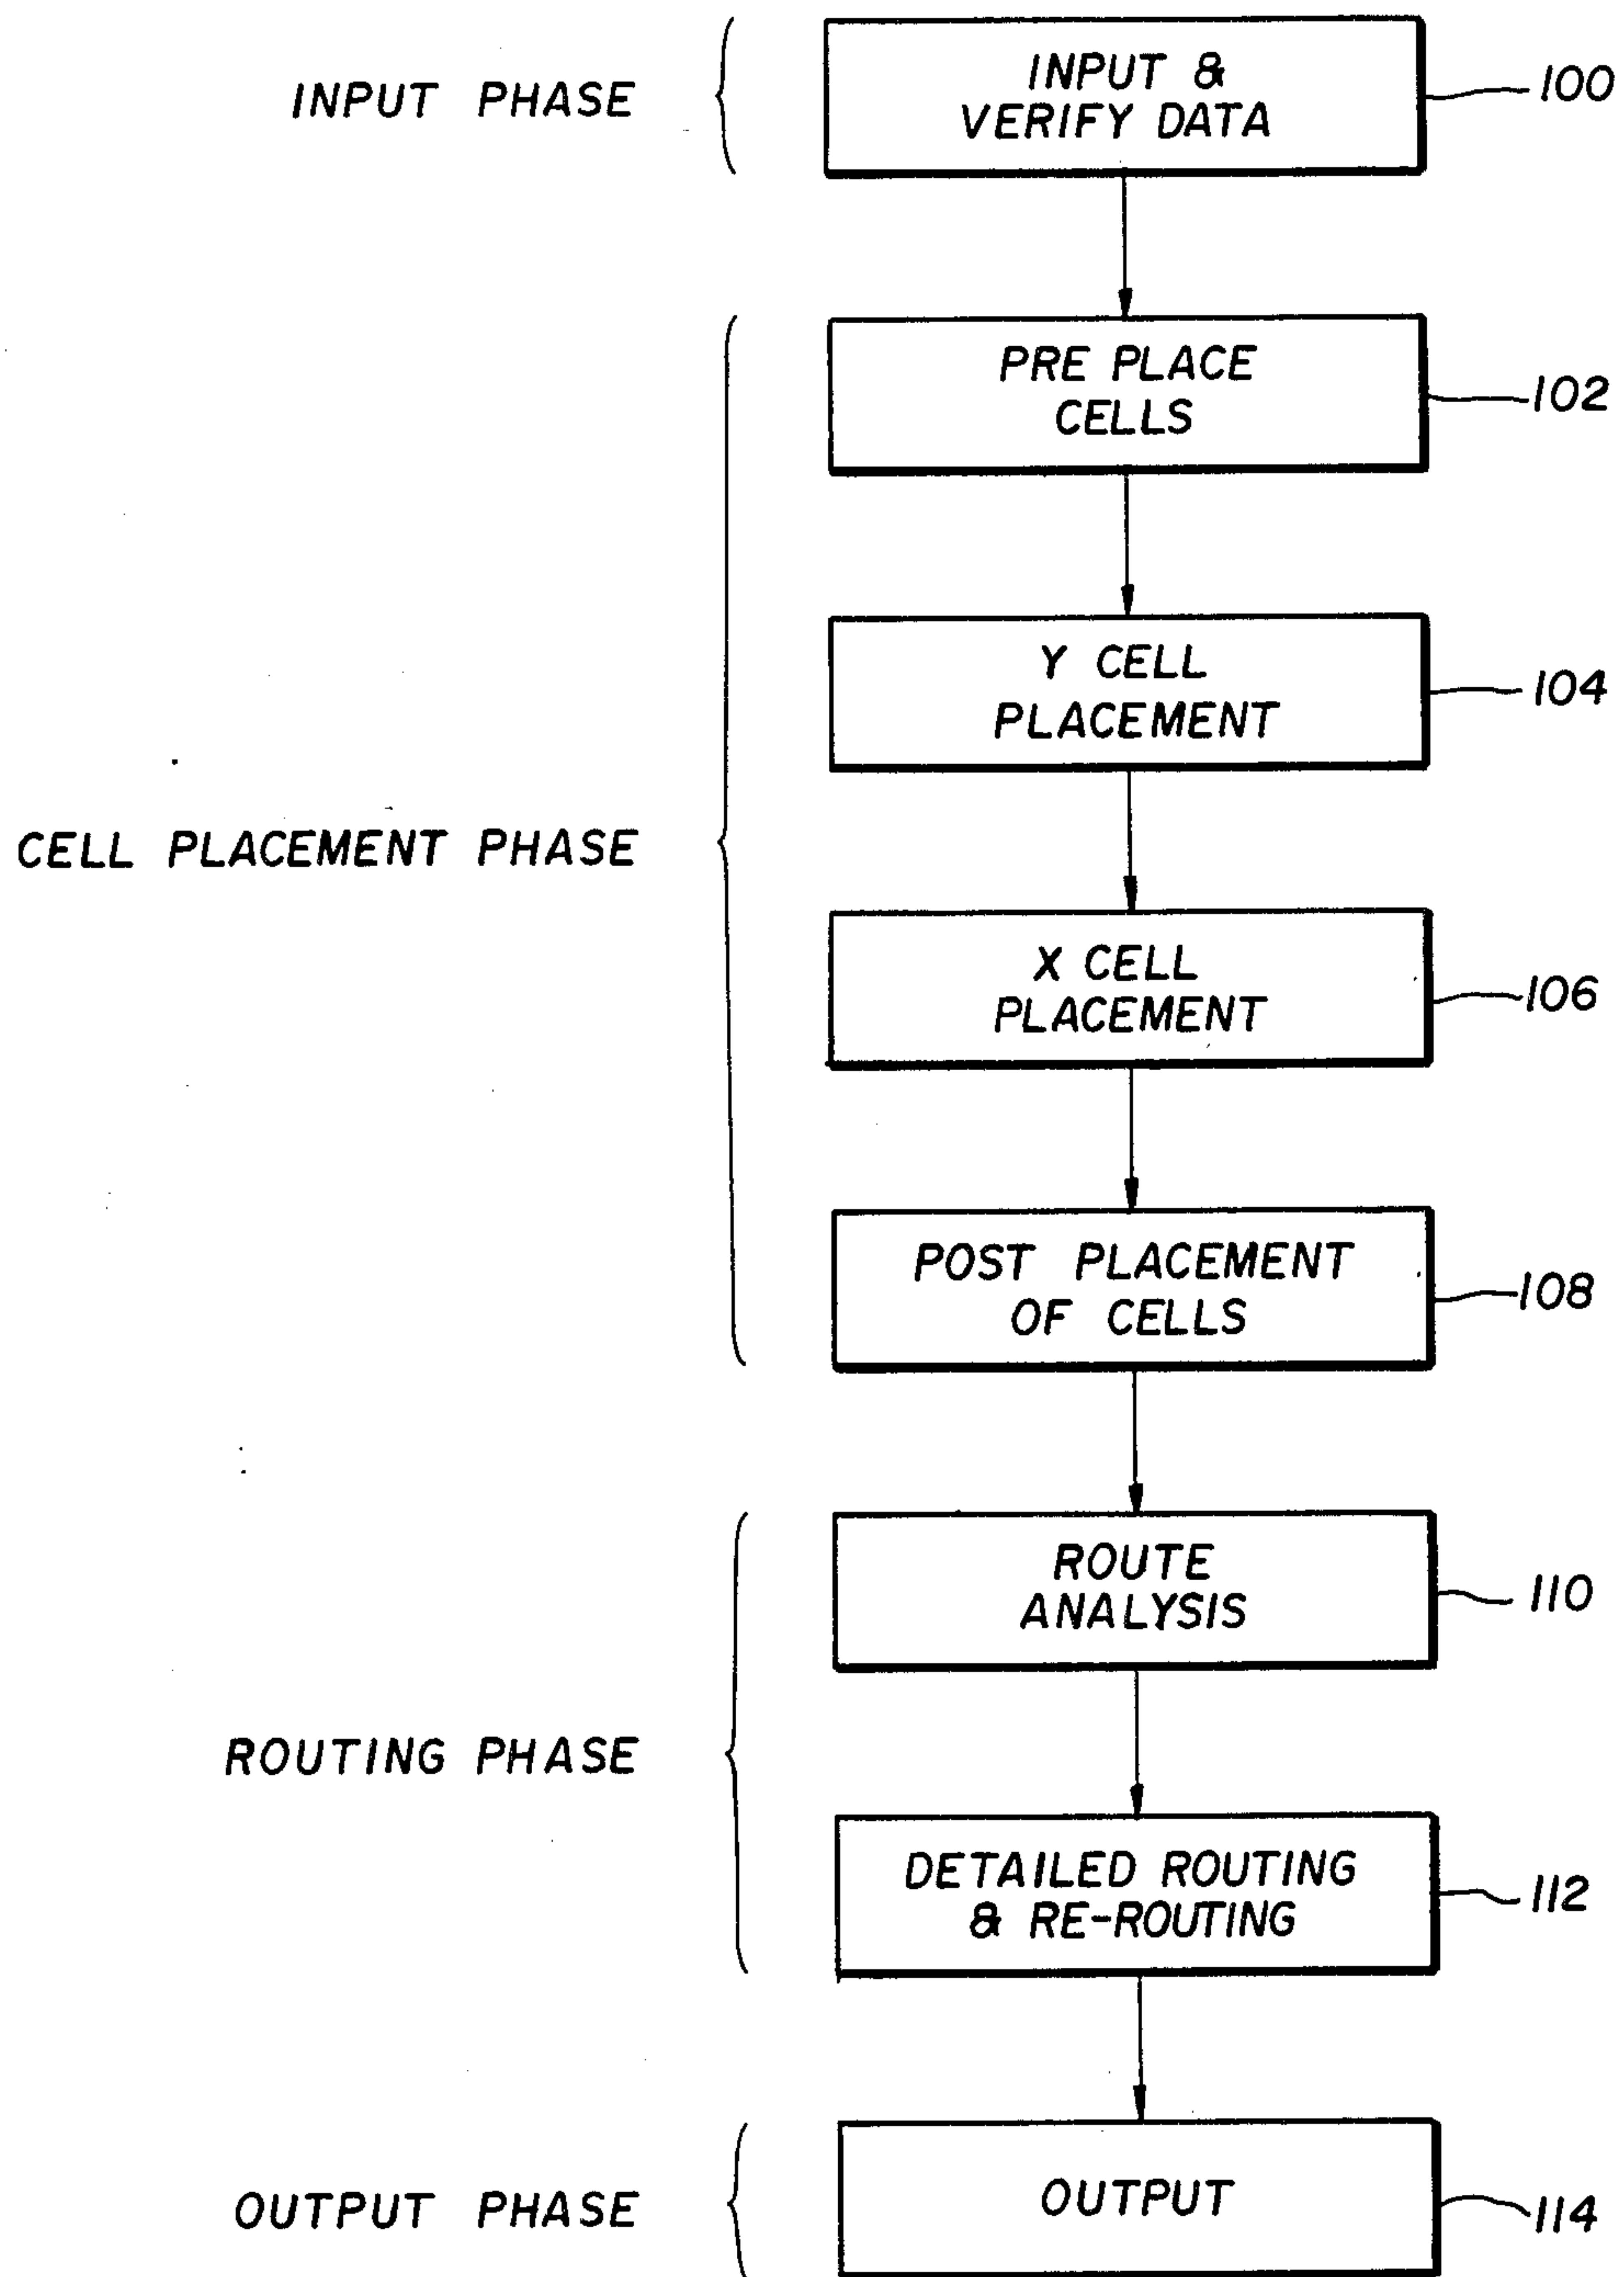 INPUT PHASE
INPUT &
VERIFY DATA
100
PRE PLACE
CELLS
102
Y CELL
PLACEMENT
104
CELL PLACEMENT PHASE
X CELL
PLACEMENT
106
POST PLACEMENT
OF CELLS
108
ROUTE
ANALYSIS
110
ROUTING PHASE
DETAILED ROUTING
& RE-ROUTING
112
OUTPUT PHASE
OUTPUT
114